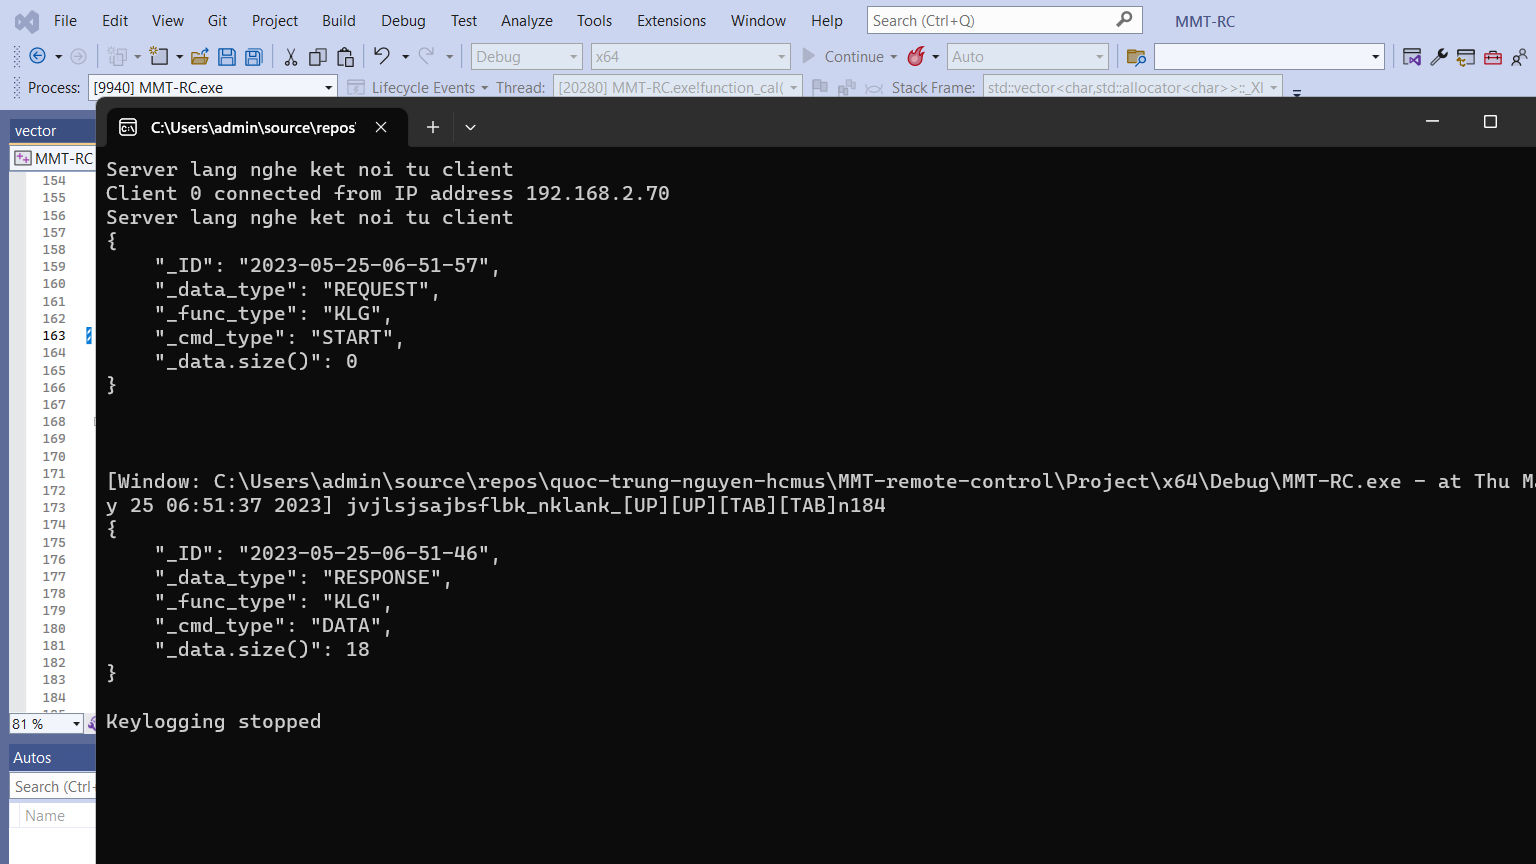 File Edit View Git Project Build Debug Test Analyze Tools Extensions Window Help Search (Ctrl+Q) MMT-RC
Debug x64 Continue Auto
Process: [9940] MMT-RC.exe Lifecycle Events Thread: [20280] MMT-RC.exe!function_cal( Stack Frame: std::vector<char,std::allocator<char>>::_Xl
vector
C:\Users\admin\source\repos\
MMT-RC
154
155
156
157
158
159
160
161
162
163
164
165
166
167
168
169
170
171
172
173
174
175
176
177
178
179
180
181
182
183
184
81 %
Autos
Search (Ctrl+
Name
Server lang nghe ket noi tu client
Client 0 connected from IP address 192.168.2.70
Server lang nghe ket noi tu client
{
"_ID": "2023-05-25-06-51-57",
"_data_type": "REQUEST",
"_func_type": "KLG",
"_cmd_type": "START",
"_data.size()": 0
}
[Window: C:\Users\admin\source\repos\quoc-trung-nguyen-hcmus\MMT-remote-control\Project\x64\Debug\MMT-RC.exe - at Thu Ma
y 25 06:51:37 2023] jvjlsjsajbsflbk_nklank_[UP][UP][TAB][TAB]n184
{
"_ID": "2023-05-25-06-51-46",
"_data_type": "RESPONSE",
"_func_type": "KLG",
"_cmd_type": "DATA",
"_data.size()": 18
}
Keylogging stopped